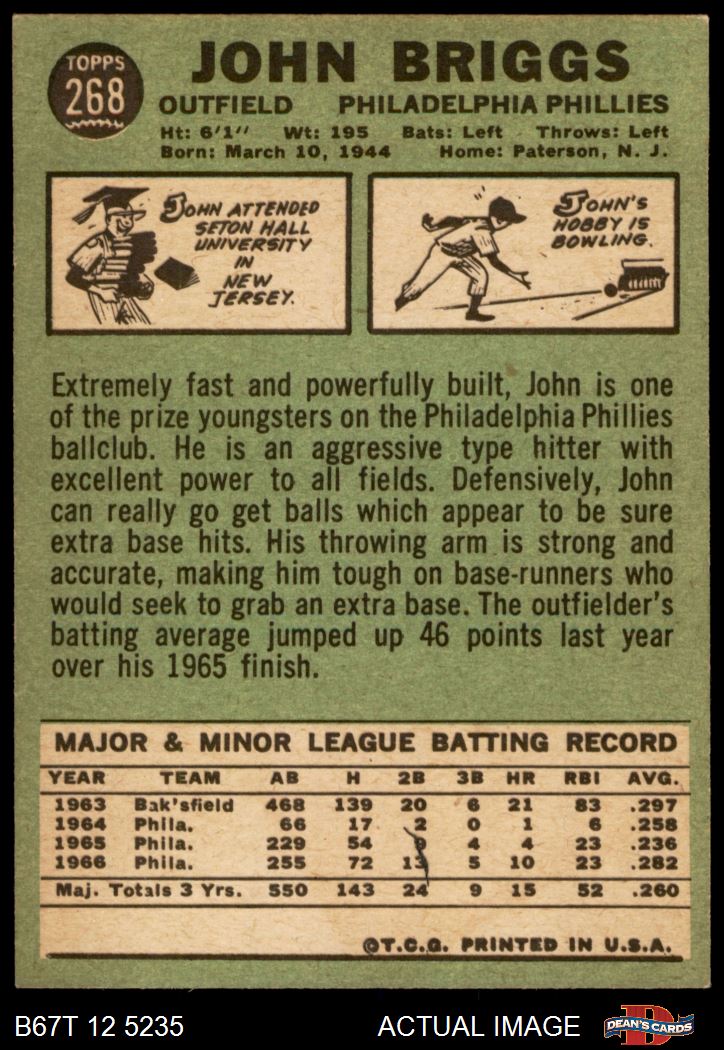 TOPPS
268
JOHN BRIGGS
OUTFIELD PHILADELPHIA PHILLIES
Ht: 6'1" Wt: 195 Bats: Left Throws: Left
Born: March 10, 1944 Home: Paterson, N. J.
JOHN ATTENDED
SETON HALL
UNIVERSITY
IN
NEW
JERSEY.
JOHN'S
HOBBY IS
BOWLING.
Extremely fast and powerfully built, John is one
of the prize youngsters on the Philadelphia Phillies
ballclub. He is an aggressive type hitter with
excellent power to all fields. Defensively, John
can really go get balls which appear to be sure
extra base hits. His throwing arm is strong and
accurate, making him tough on base-runners who
would seek to grab an extra base. The outfielder's
batting average jumped up 46 points last year
over his 1965 finish.
MAJOR & MINOR LEAGUE BATTING RECORD
YEAR TEAM AB H 2B 3B HR RBI AVG.
1963 Bak'sfield 468 139 20 6 21 83 .297
1964 Phila. 66 17 2 0 1 6 .258
1965 Phila. 229 54 9 4 4 23 .236
1966 Phila. 255 72 13 5 10 23 .282
Maj. Totals 3 Yrs. 550 143 24 9 15 52 .260
©T.C.G. PRINTED IN U.S.A.
B67T 12 5235 ACTUAL IMAGE
D
DEAN'S CARDS